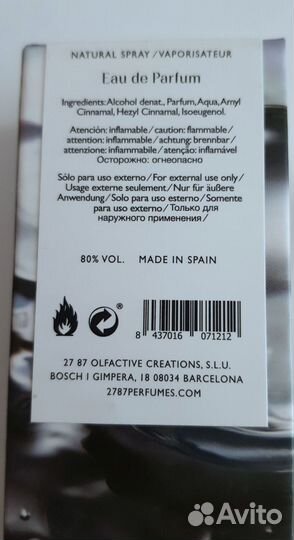 NATURAL SPRAY / VAPORISATEUR
Eau de Parfum
Ingredients: Alcohol denat., Parfum, Aqua, Amyl
Cinnamal, Hezyl Cinnamal, Isoeugenol.
Atención: inflamable / caution: flammable /
attention: inflammable / achtung: brennbar /
attenzione: infiammabile / atenção: inflamável
Осторожно: огнеопасно
Sólo para uso externo / For external use only /
Usage externe seulement / Nur für äußere
Anwendung / Solo para uso esterno / Somente
para uso externo / Только для
наружного применения /
80% VOL. MADE IN SPAIN
8 437016 071212
27 87 OLFACTIVE CREATIONS, S.L.U.
BOSCH I GIMPERA, 18 08034 BARCELONA
2787PERFUMES.COM
Avito